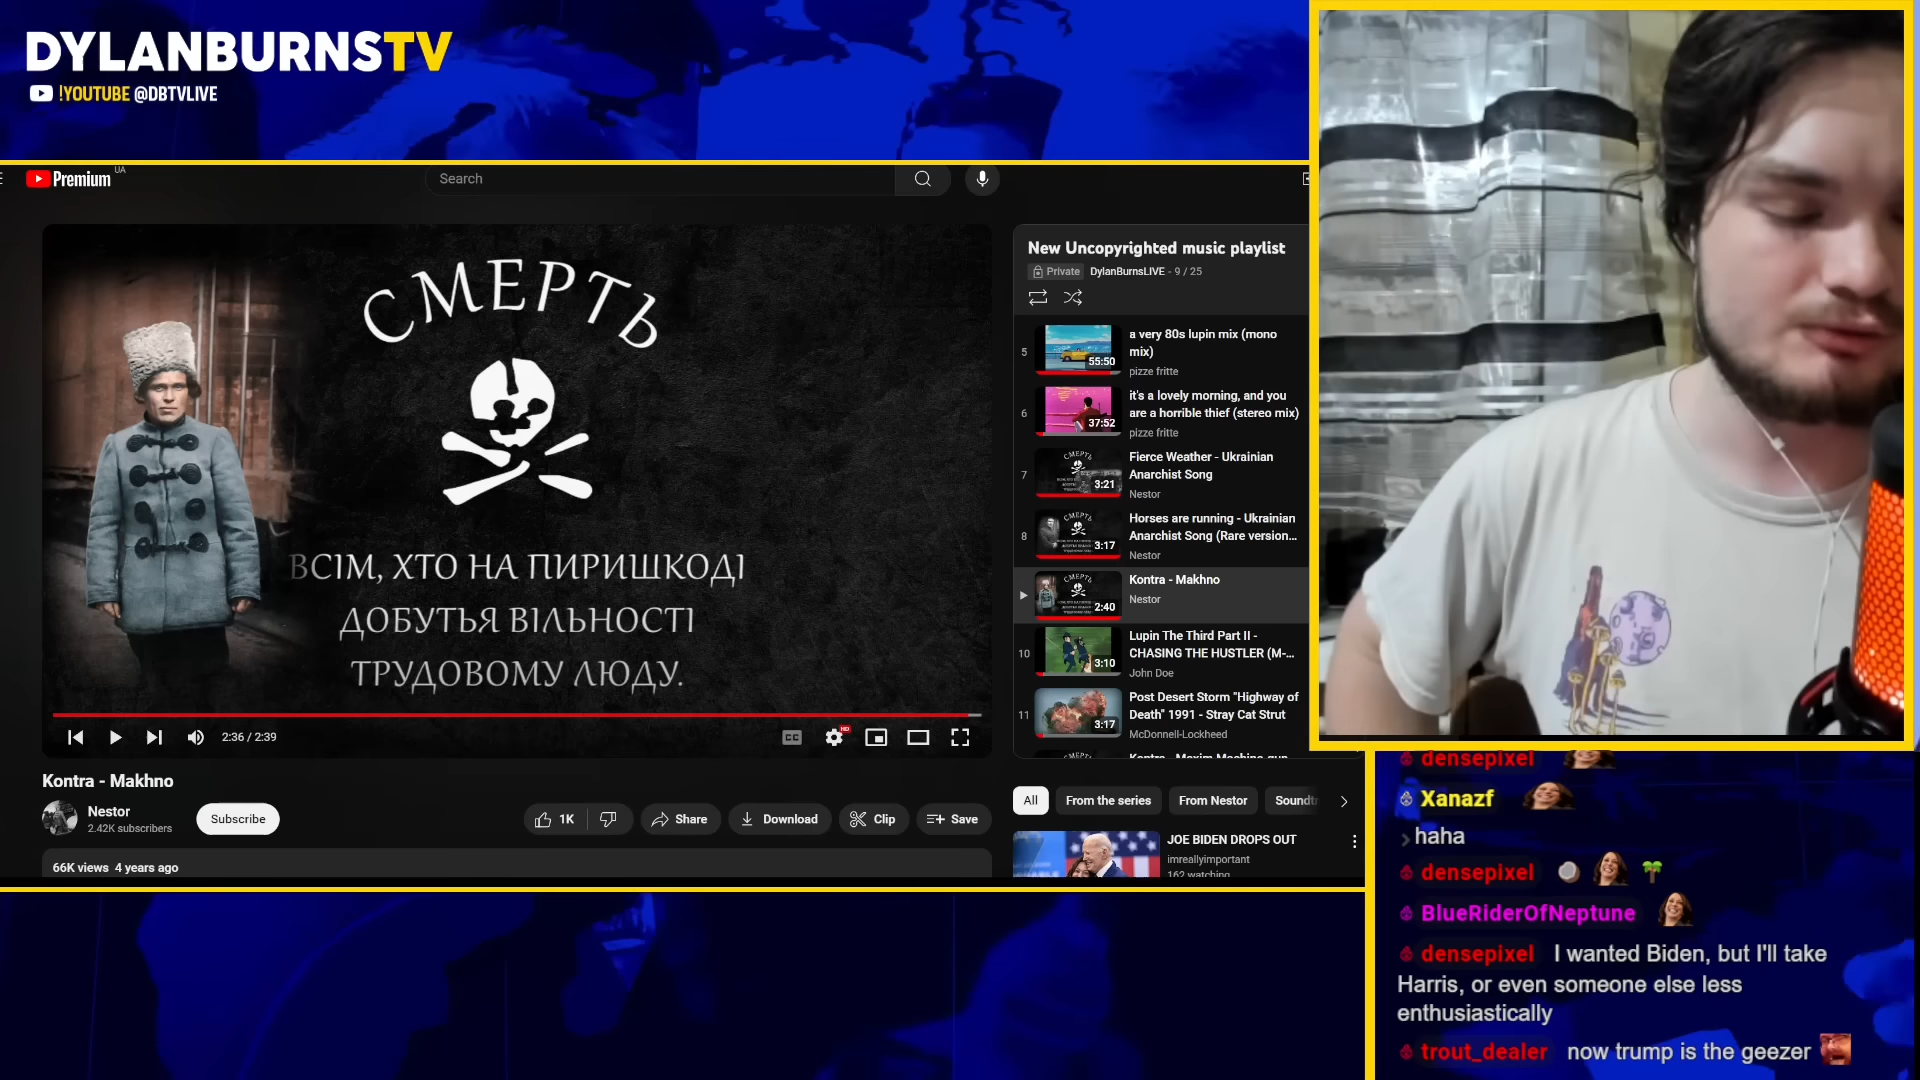 DYLANBURNSTV
!YOUTUBE @DBTVLIVE
Premium UA
Search
СМЕРТЬ
ВСІМ, ХТО НА ПИРИШКОДІ
ДОБУТЬЯ ВІЛЬНОСТІ
ТРУДОВОМУ ЛЮДУ.
2:36 / 2:39
CC
HD
Kontra - Makhno
Nestor
2.42K subscribers
Subscribe
1K
Share
Download
Clip
Save
66K views 4 years ago
New Uncopyrighted music playlist
Private DylanBurnsLIVE - 9 / 25
5
55:50
a very 80s lupin mix (mono
mix)
pizze fritte
6
37:52
it's a lovely morning, and you
are a horrible thief (stereo mix)
pizze fritte
7
СМЕРТЬ
3:21
Fierce Weather - Ukrainian
Anarchist Song
Nestor
8
СМЕРТЬ
3:17
Horses are running - Ukrainian
Anarchist Song (Rare version...
Nestor
СМЕРТЬ
2:40
Kontra - Makhno
Nestor
10
3:10
Lupin The Third Part II -
CHASING THE HUSTLER (M-...
John Doe
11
3:17
Post Desert Storm "Highway of
Death" 1991 - Stray Cat Strut
McDonnell-Lockheed
All
From the series
From Nestor
Soundt
JOE BIDEN DROPS OUT
imreallyimportant
162 watching
densepixel
Xanazf
haha
densepixel
BlueRiderOfNeptune
densepixel I wanted Biden, but I'll take
Harris, or even someone else less
enthusiastically
trout_dealer now trump is the geezer